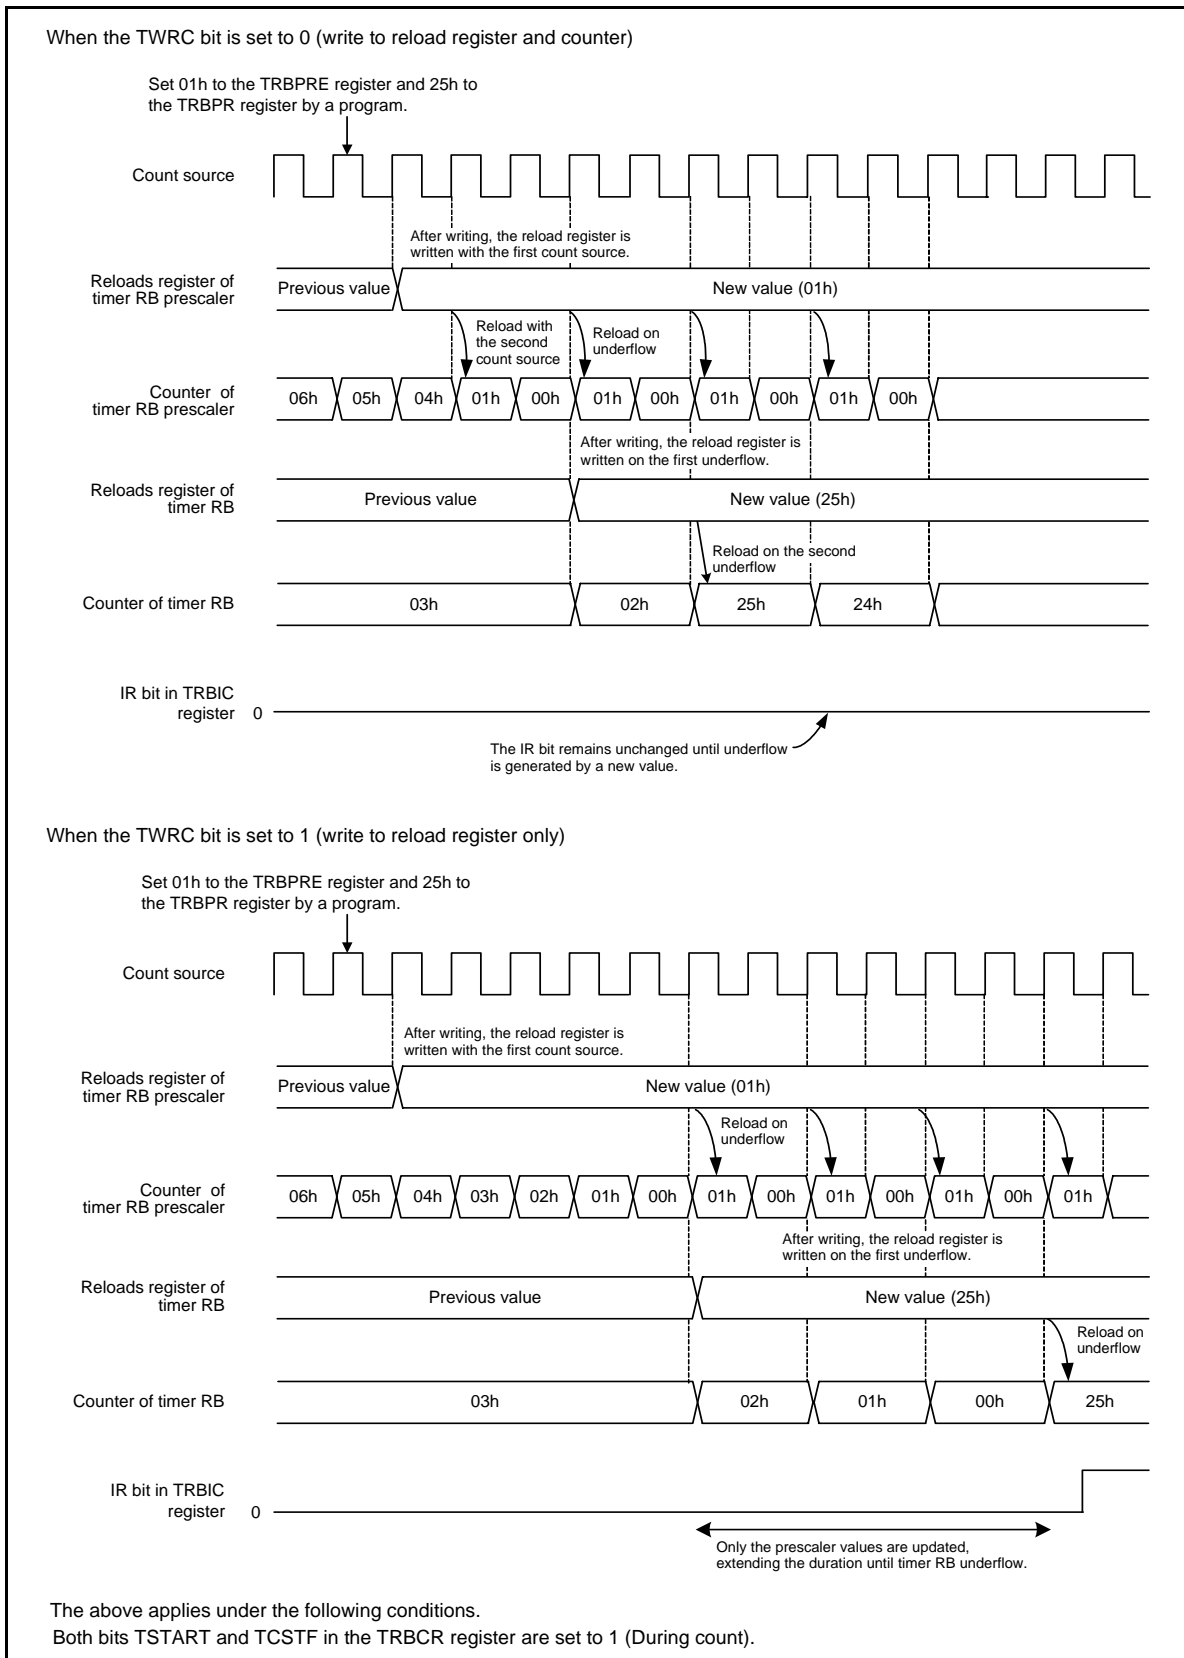 When the TWRC bit is set to 0 (write to reload register and counter)
Set 01h to the TRBPRE register and 25h to
the TRBPR register by a program.
Count source
After writing, the reload register is
written with the first count source.
Reloads register of
timer RB prescaler
Previous value
New value (01h)
Reload with
the second
count source
Reload on
underflow
Counter of
timer RB prescaler
06h 05h 04h 01h 00h 01h 00h 01h 00h 01h 00h
After writing, the reload register is
written on the first underflow.
Reloads register of
timer RB
Previous value
New value (25h)
Reload on the second
underflow
Counter of timer RB
03h 02h 25h 24h
IR bit in TRBIC
register
0
The IR bit remains unchanged until underflow
is generated by a new value.
When the TWRC bit is set to 1 (write to reload register only)
Set 01h to the TRBPRE register and 25h to
the TRBPR register by a program.
Count source
After writing, the reload register is
written with the first count source.
Reloads register of
timer RB prescaler
Previous value
New value (01h)
Reload on
underflow
Counter of
timer RB prescaler
06h 05h 04h 03h 02h 01h 00h 01h 00h 01h 00h 01h 00h 01h
After writing, the reload register is
written on the first underflow.
Reloads register of
timer RB
Previous value
New value (25h)
Reload on
underflow
Counter of timer RB
03h 02h 01h 00h 25h
IR bit in TRBIC
register
0
Only the prescaler values are updated,
extending the duration until timer RB underflow.
The above applies under the following conditions.
Both bits TSTART and TCSTF in the TRBCR register are set to 1 (During count).